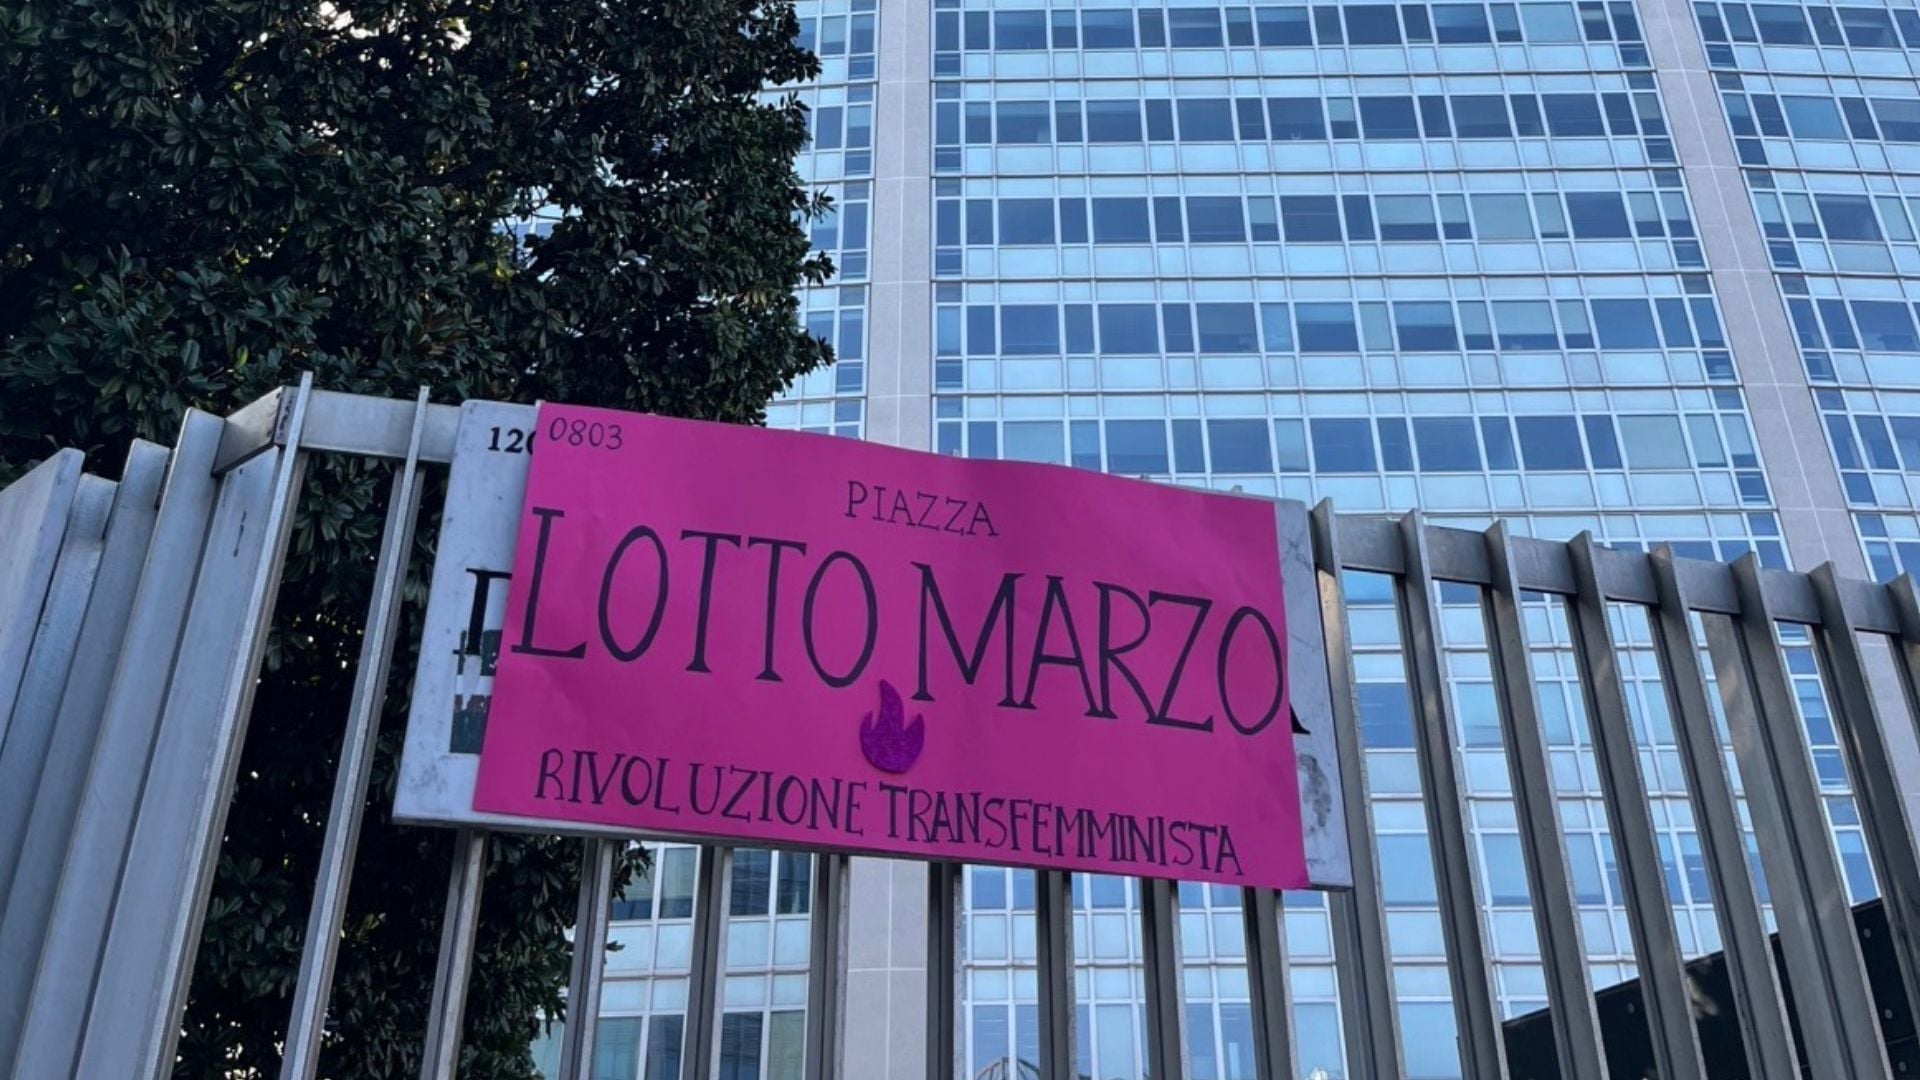 0803
PIAZZA
LOTTO MARZO
RIVOLUZIONE TRANSFEMMINISTA